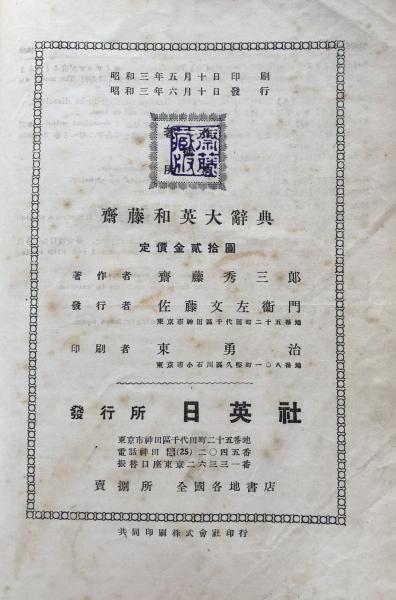 昭和三年五月十日印刷
昭和三年六月十日發行
齋藤藏版
齋藤和英大辭典
定價金貳拾圓
著作者 齋藤秀三郎
發行者 佐藤文左衞門
東京市神田區千代田町二十五番地
印刷者 東勇治
東京市小石川區久堅町一〇八番地
發行所 日英社
東京市神田區千代田町二十五番地
電話神田(25)二〇四五番
振替口座東京二六三三一番
賣捌所 全國各地書店
共同印刷株式會社印行